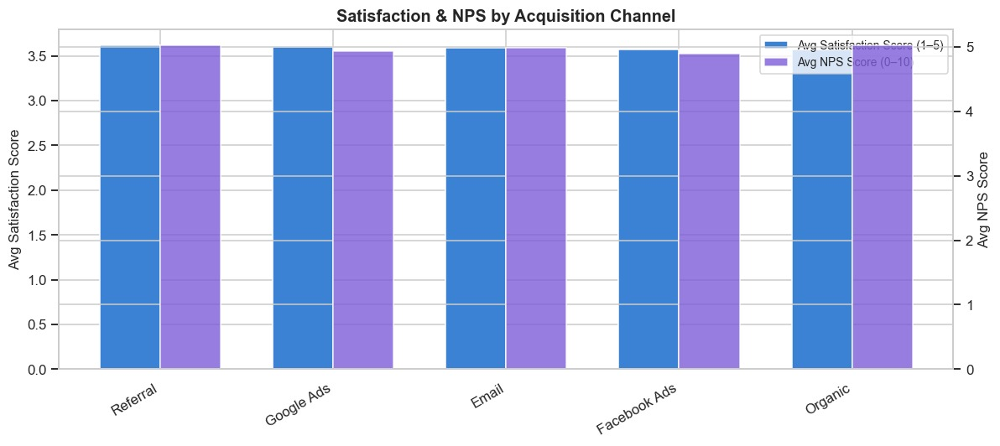 Satisfaction & NPS by Acquisition Channel
Avg Satisfaction Score (1–5)
Avg NPS Score (0–10)
Avg Satisfaction Score
3.5
3.0
2.5
2.0
1.5
1.0
0.5
0.0
5
4
3
2
1
0
Avg NPS Score
Referral
Google Ads
Email
Facebook Ads
Organic